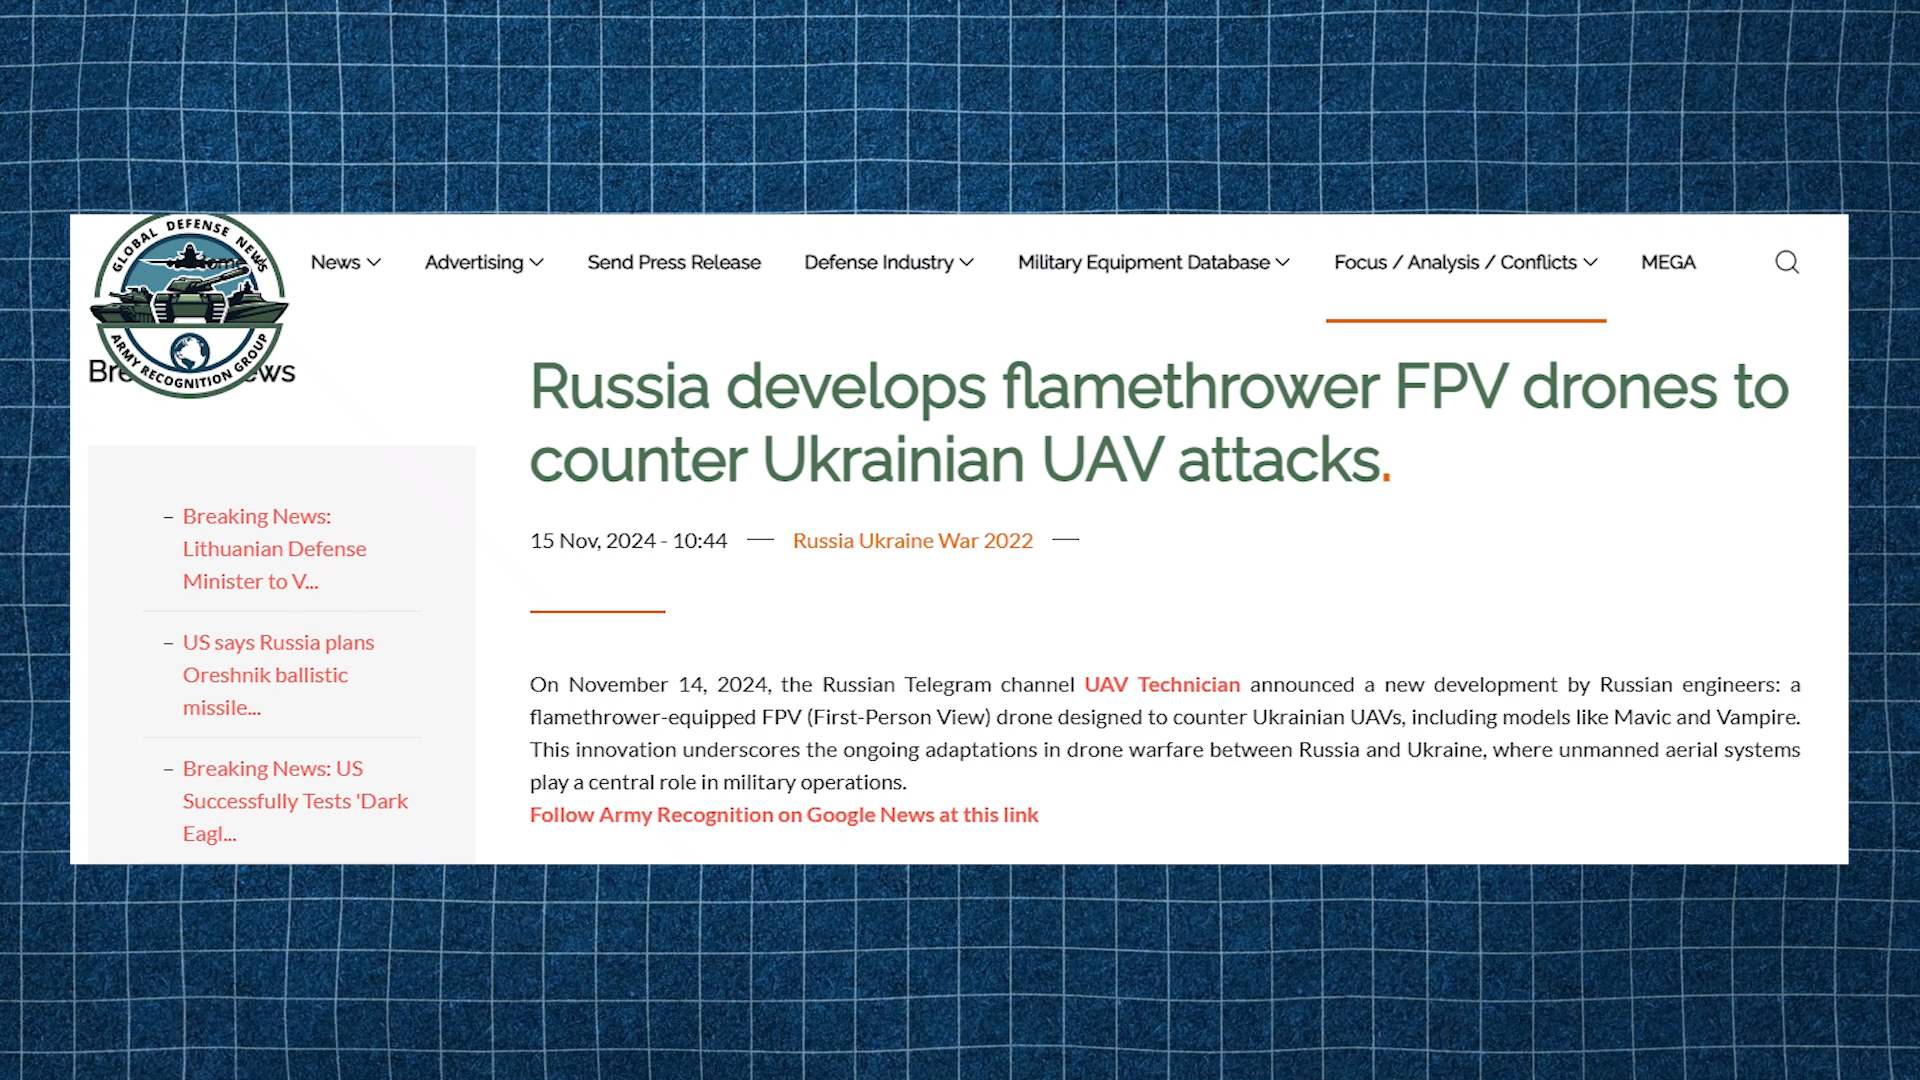 GLOBAL DEFENSE NEWS
ARMY RECOGNITION GROUP
News
Advertising
Send Press Release
Defense Industry
Military Equipment Database
Focus / Analysis / Conflicts
MEGA
Russia develops flamethrower FPV drones to
counter Ukrainian UAV attacks.
15 Nov, 2024 - 10:44 — Russia Ukraine War 2022 —
– Breaking News:
Lithuanian Defense
Minister to V...
– US says Russia plans
Oreshnik ballistic
missile...
– Breaking News: US
Successfully Tests 'Dark
Eagl...
On November 14, 2024, the Russian Telegram channel UAV Technician announced a new development by Russian engineers: a
flamethrower-equipped FPV (First-Person View) drone designed to counter Ukrainian UAVs, including models like Mavic and Vampire.
This innovation underscores the ongoing adaptations in drone warfare between Russia and Ukraine, where unmanned aerial systems
play a central role in military operations.
Follow Army Recognition on Google News at this link